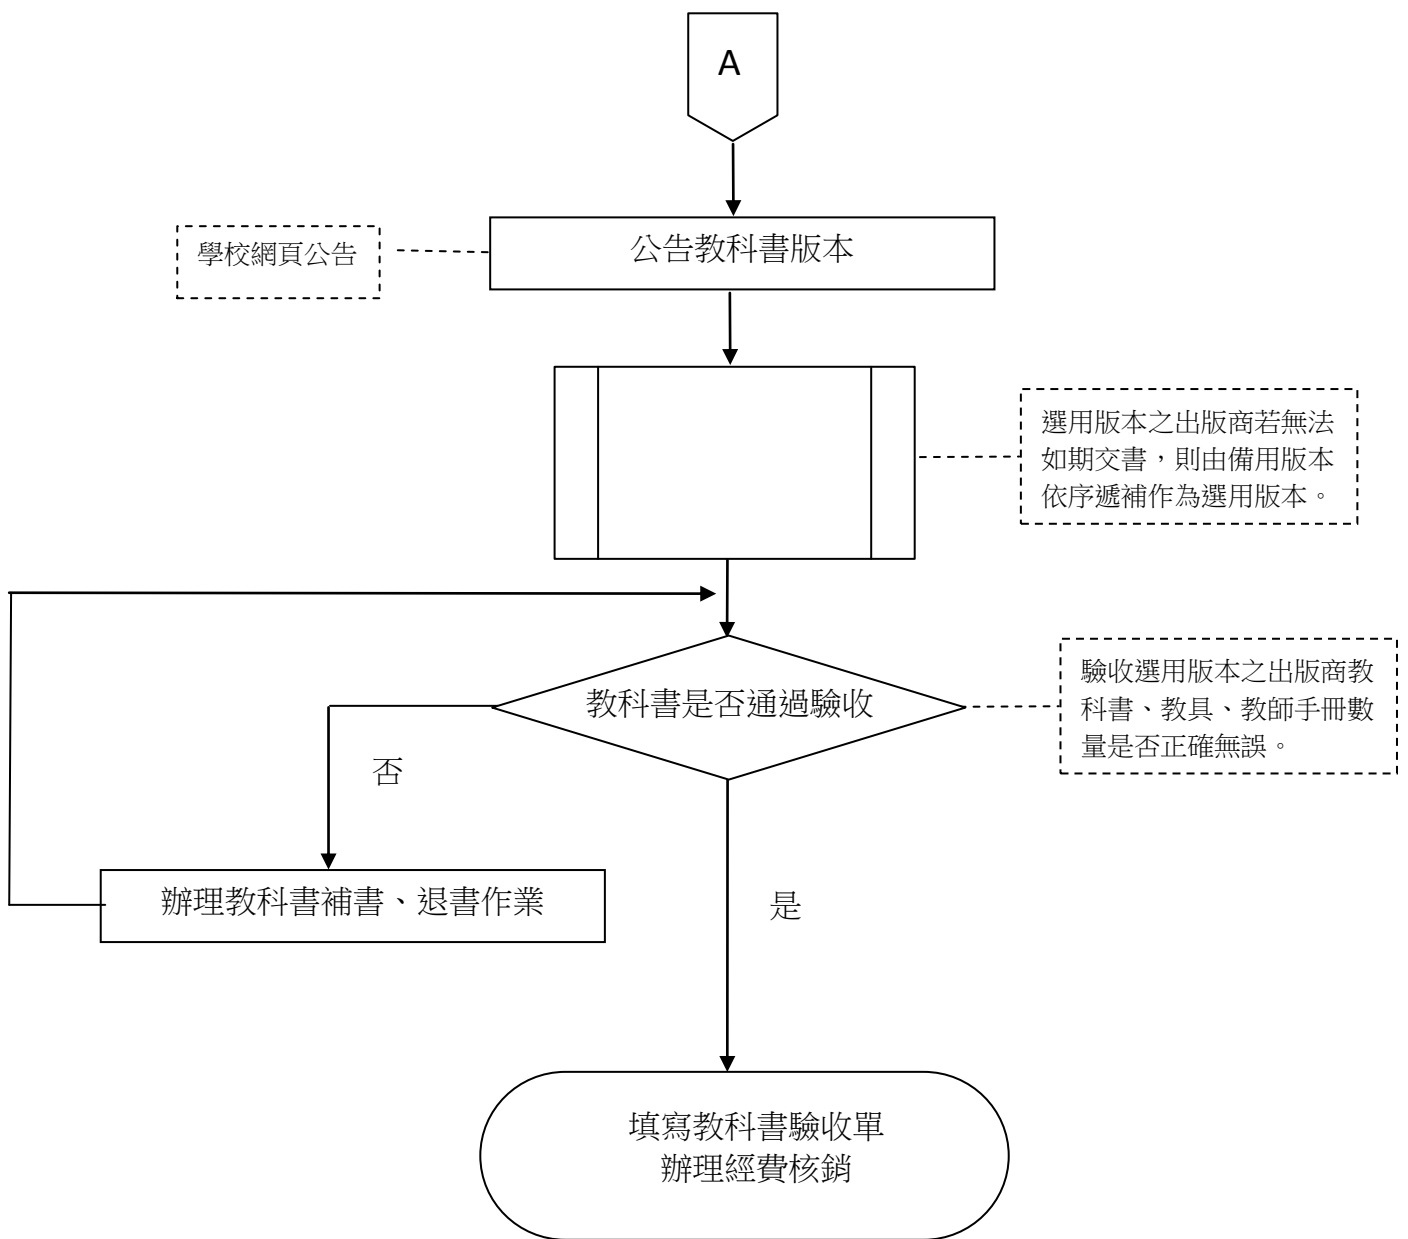 A
公告教科書版本
學校網頁公告
選用版本之出版商若無法
如期交書，則由備用版本
依序遞補作為選用版本。
教科書是否通過驗收
驗收選用版本之出版商教
科書、教具、教師手冊數
量是否正確無誤。
否
辦理教科書補書、退書作業
是
填寫教科書驗收單
辦理經費核銷